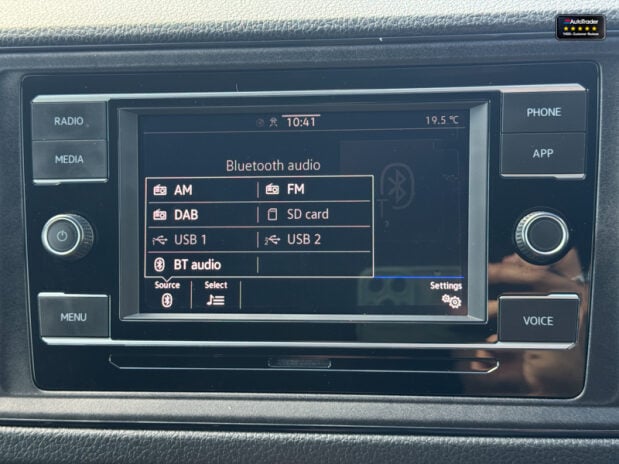 AutoTrader
RADIO
MEDIA
MENU
PHONE
APP
VOICE
10:41
19.5 °C
Bluetooth audio
AM
FM
DAB
SD card
USB 1
USB 2
BT audio
Source
Select
Settings